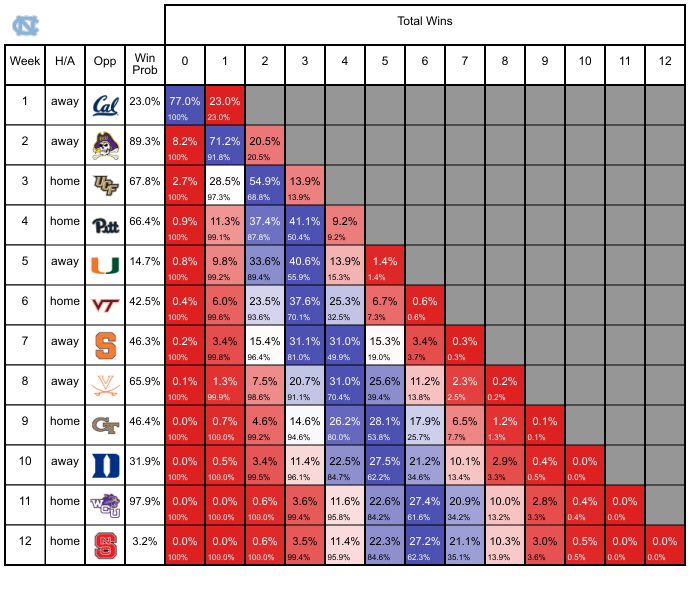 Total Wins
Week H/A Opp Win Prob 0 1 2 3 4 5 6 7 8 9 10 11 12
1 away Cal 23.0% 77.0% 23.0%
100% 23.0%
2 away 89.3% 8.2% 71.2% 20.5%
100% 91.8% 20.5%
3 home UCF 67.8% 2.7% 28.5% 54.9% 13.9%
100% 97.3% 68.8% 13.9%
4 home Pitt 66.4% 0.9% 11.3% 37.4% 41.1% 9.2%
100% 99.1% 87.8% 50.4% 9.2%
5 away U 14.7% 0.8% 9.8% 33.6% 40.6% 13.9% 1.4%
100% 99.2% 89.4% 55.9% 15.3% 1.4%
6 home VT 42.5% 0.4% 6.0% 23.5% 37.6% 25.3% 6.7% 0.6%
100% 99.6% 93.6% 70.1% 32.5% 7.3% 0.6%
7 away S 46.3% 0.2% 3.4% 15.4% 31.1% 31.0% 15.3% 3.4% 0.3%
100% 99.8% 96.4% 81.0% 49.9% 19.0% 3.7% 0.3%
8 away V 65.9% 0.1% 1.3% 7.5% 20.7% 31.0% 25.6% 11.2% 2.3% 0.2%
100% 99.9% 98.6% 91.1% 70.4% 39.4% 13.8% 2.5% 0.2%
9 home GT 46.4% 0.0% 0.7% 4.6% 14.6% 26.2% 28.1% 17.9% 6.5% 1.2% 0.1%
100% 100.0% 99.2% 94.6% 80.0% 53.8% 25.7% 7.7% 1.3% 0.1%
10 away D 31.9% 0.0% 0.5% 3.4% 11.4% 22.5% 27.5% 21.2% 10.1% 2.9% 0.4% 0.0%
100% 100.0% 99.5% 96.1% 84.7% 62.2% 34.6% 13.4% 3.3% 0.5% 0.0%
11 home WCU 97.9% 0.0% 0.0% 0.6% 3.6% 11.6% 22.6% 27.4% 20.9% 10.0% 2.8% 0.4% 0.0%
100% 100.0% 100.0% 99.4% 95.8% 84.2% 61.6% 34.2% 13.2% 3.3% 0.4% 0.0%
12 home NCS 3.2% 0.0% 0.0% 0.6% 3.5% 11.4% 22.3% 27.2% 21.1% 10.3% 3.0% 0.5% 0.0% 0.0%
100% 100.0% 100.0% 99.4% 95.9% 84.6% 62.3% 35.1% 13.9% 3.6% 0.5% 0.0% 0.0%